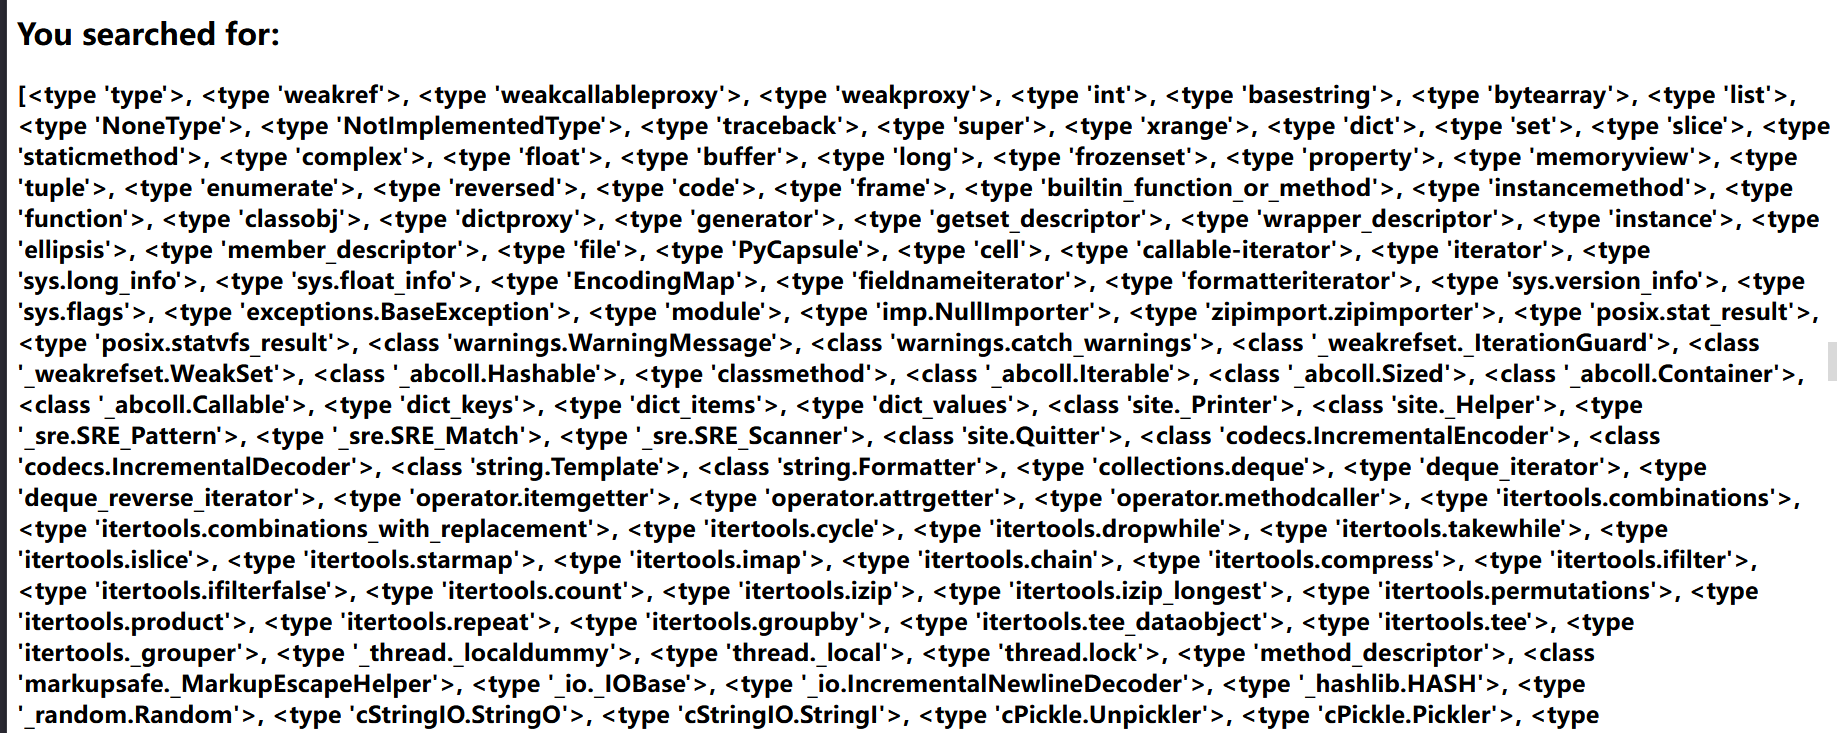 You searched for:
[<type 'type'>, <type 'weakref'>, <type 'weakcallableproxy'>, <type 'weakproxy'>, <type 'int'>, <type 'basestring'>, <type 'bytearray'>, <type 'list'>,
<type 'NoneType'>, <type 'NotImplementedType'>, <type 'traceback'>, <type 'super'>, <type 'xrange'>, <type 'dict'>, <type 'set'>, <type 'slice'>, <type
'staticmethod'>, <type 'complex'>, <type 'float'>, <type 'buffer'>, <type 'long'>, <type 'frozenset'>, <type 'property'>, <type 'memoryview'>, <type
'tuple'>, <type 'enumerate'>, <type 'reversed'>, <type 'code'>, <type 'frame'>, <type 'builtin_function_or_method'>, <type 'instancemethod'>, <type
'function'>, <type 'classobj'>, <type 'dictproxy'>, <type 'generator'>, <type 'getset_descriptor'>, <type 'wrapper_descriptor'>, <type 'instance'>, <type
'ellipsis'>, <type 'member_descriptor'>, <type 'file'>, <type 'PyCapsule'>, <type 'cell'>, <type 'callable-iterator'>, <type 'iterator'>, <type
'sys.long_info'>, <type 'sys.float_info'>, <type 'EncodingMap'>, <type 'fieldnameiterator'>, <type 'formatteriterator'>, <type 'sys.version_info'>, <type
'sys.flags'>, <type 'exceptions.BaseException'>, <type 'module'>, <type 'imp.NullImporter'>, <type 'zipimport.zipimporter'>, <type 'posix.stat_result'>,
<type 'posix.statvfs_result'>, <class 'warnings.WarningMessage'>, <class 'warnings.catch_warnings'>, <class '_weakrefset._IterationGuard'>, <class
'_weakrefset.WeakSet'>, <class '_abcoll.Hashable'>, <type 'classmethod'>, <class '_abcoll.Iterable'>, <class '_abcoll.Sized'>, <class '_abcoll.Container'>,
<class '_abcoll.Callable'>, <type 'dict_keys'>, <type 'dict_items'>, <type 'dict_values'>, <class 'site._Printer'>, <class 'site._Helper'>, <type
'_sre.SRE_Pattern'>, <type '_sre.SRE_Match'>, <type '_sre.SRE_Scanner'>, <class 'site.Quitter'>, <class 'codecs.IncrementalEncoder'>, <class
'codecs.IncrementalDecoder'>, <class 'string.Template'>, <class 'string.Formatter'>, <type 'collections.deque'>, <type 'deque_iterator'>, <type
'deque_reverse_iterator'>, <type 'operator.itemgetter'>, <type 'operator.attrgetter'>, <type 'operator.methodcaller'>, <type 'itertools.combinations'>,
<type 'itertools.combinations_with_replacement'>, <type 'itertools.cycle'>, <type 'itertools.dropwhile'>, <type 'itertools.takewhile'>, <type
'itertools.islice'>, <type 'itertools.starmap'>, <type 'itertools.imap'>, <type 'itertools.chain'>, <type 'itertools.compress'>, <type 'itertools.ifilter'>,
<type 'itertools.ifilterfalse'>, <type 'itertools.count'>, <type 'itertools.izip'>, <type 'itertools.izip_longest'>, <type 'itertools.permutations'>, <type
'itertools.product'>, <type 'itertools.repeat'>, <type 'itertools.groupby'>, <type 'itertools.tee_dataobject'>, <type 'itertools.tee'>, <type
'itertools._grouper'>, <type '_thread._localdummy'>, <type 'thread._local'>, <type 'thread.lock'>, <type 'method_descriptor'>, <class
'markupsafe._MarkupEscapeHelper'>, <type '_io._IOBase'>, <type '_io.IncrementalNewlineDecoder'>, <type '_hashlib.HASH'>, <type
'_random.Random'>, <type 'cStringIO.StringO'>, <type 'cStringIO.StringI'>, <type 'cPickle.Unpickler'>, <type 'cPickle.Pickler'>, <type